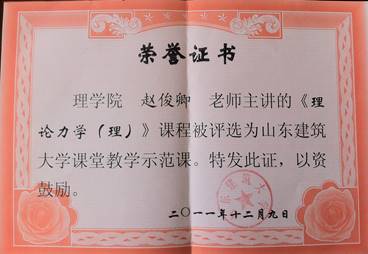 荣誉证书
理学院 赵俊卿 老师主讲的《理
论力学（理）》课程被评选为山东建筑
大学课堂教学示范课。特发此证，以资
鼓励。
二〇一一年十二月九日